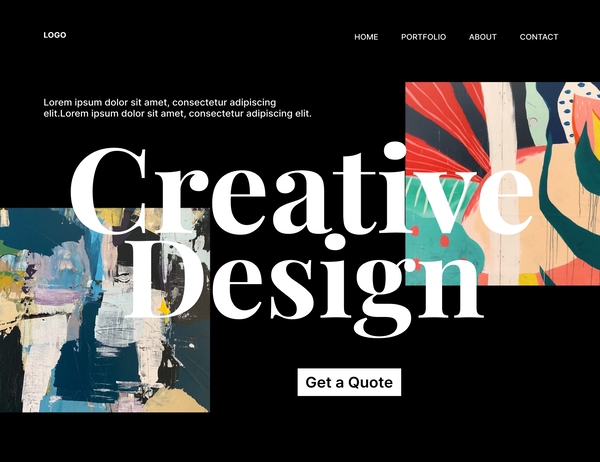 LOGO
HOME PORTFOLIO ABOUT CONTACT
Lorem ipsum dolor sit amet, consectetur adipiscing
elit.Lorem ipsum dolor sit amet, consectetur adipiscing elit.
Creative
Design
Get a Quote